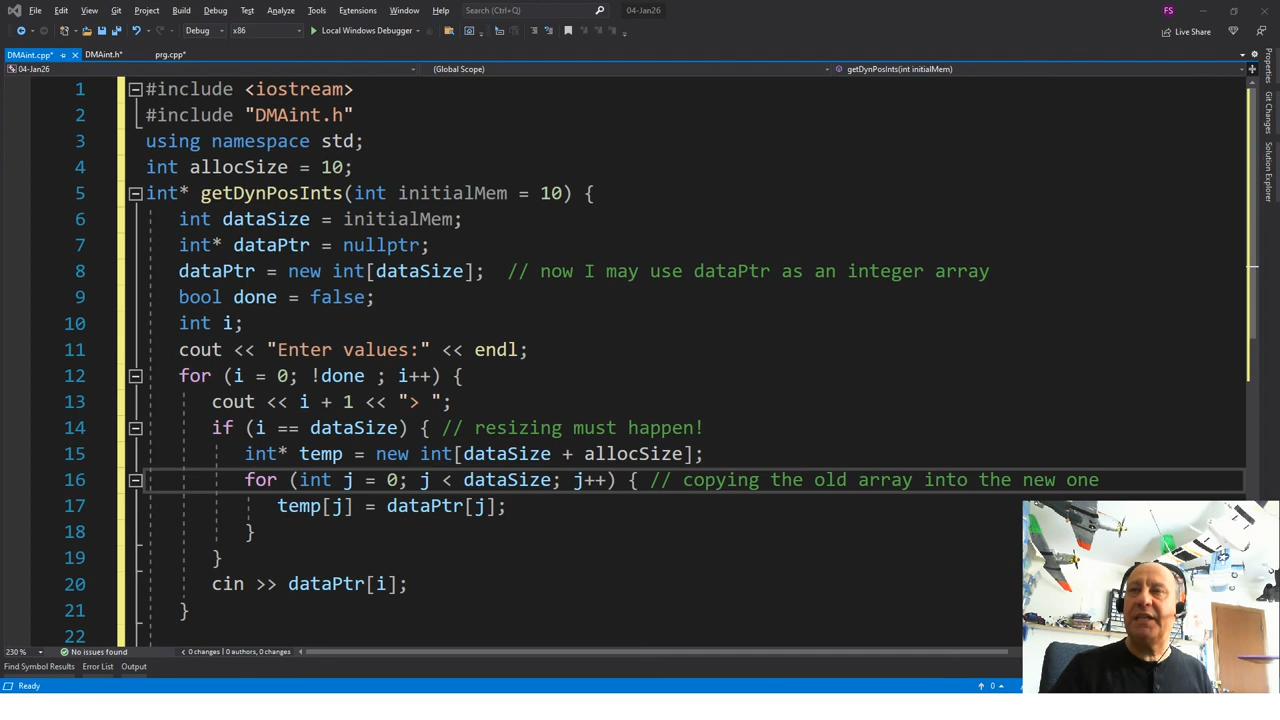 File Edit View Git Project Build Debug Test Analyze Tools Extensions Window Help Search (Ctrl+Q) 04-Jan26 FS
Debug x86 Local Windows Debugger Live Share
DMAint.cpp* DMAint.h* prg.cpp*
04-Jan26 (Global Scope) getDynPosInts(int initialMem)
1 #include <iostream>
2 #include "DMAint.h"
3 using namespace std;
4 int allocSize = 10;
5 int* getDynPosInts(int initialMem = 10) {
6 int dataSize = initialMem;
7 int* dataPtr = nullptr;
8 dataPtr = new int[dataSize]; // now I may use dataPtr as an integer array
9 bool done = false;
10 int i;
11 cout << "Enter values:" << endl;
12 for (i = 0; !done ; i++) {
13 cout << i + 1 << "> ";
14 if (i == dataSize) { // resizing must happen!
15 int* temp = new int[dataSize + allocSize];
16 for (int j = 0; j < dataSize; j++) { // copying the old array into the new one
17 temp[j] = dataPtr[j];
18 }
19 }
20 cin >> dataPtr[i];
21 }
22
230 % No issues found 0 changes | 0 authors, 0 changes
Find Symbol Results Error List Output
Ready 0
Properties
Git Changes
Solution Explorer